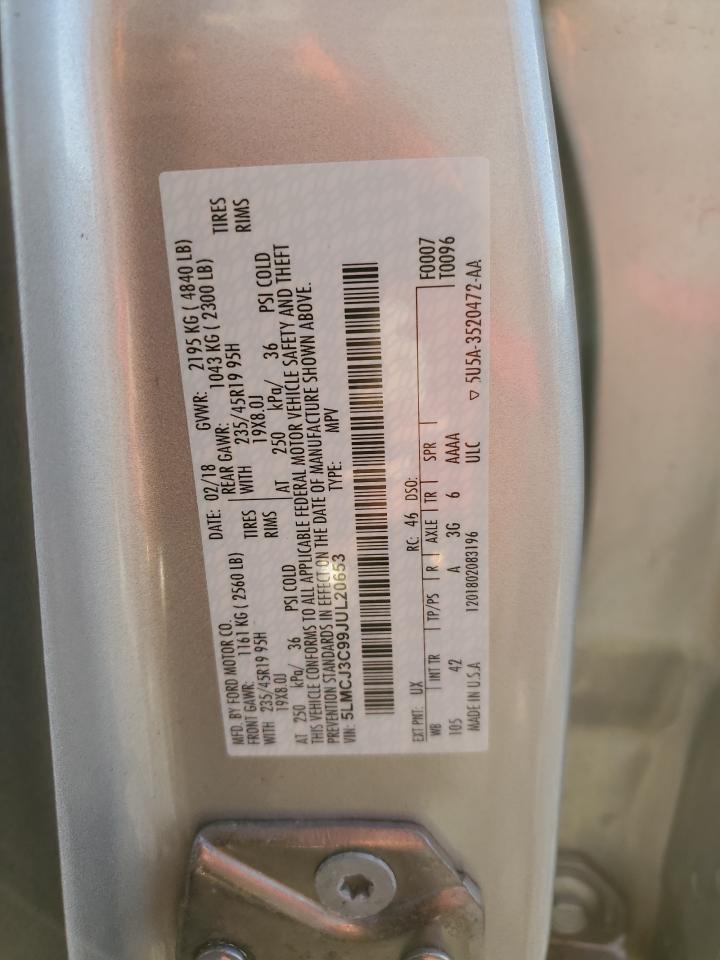 MFD. BY FORD MOTOR CO. DATE: 02/18 GVWR: 2195 KG ( 4840 LB)
FRONT GAWR: 1161 KG ( 2560 LB) REAR GAWR: 1043 KG ( 2300 LB)
WITH 235/45R19 95H TIRES WITH 235/45R19 95H TIRES
19X8.0J RIMS 19X8.0J RIMS
AT 250 kPa/ 36 PSI COLD AT 250 kPa/ 36 PSI COLD
THIS VEHICLE CONFORMS TO ALL APPLICABLE FEDERAL MOTOR VEHICLE SAFETY AND THEFT
PREVENTION STANDARDS IN EFFECT ON THE DATE OF MANUFACTURE SHOWN ABOVE.
VIN: 5LMCJ3C99JUL20653 TYPE: MPV
EXT PNT: UX RC: 46 DSO: F0007
WB INT TR TP/PS R AXLE TR SPR T0096
105 42 A 3G 6 AAAA
MADE IN U.S.A 1201802083196 ULC ▽ 5U5A-3520472-AA